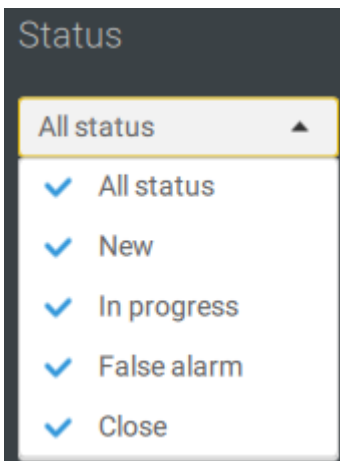 Status
All status
All status
New
In progress
False alarm
Close